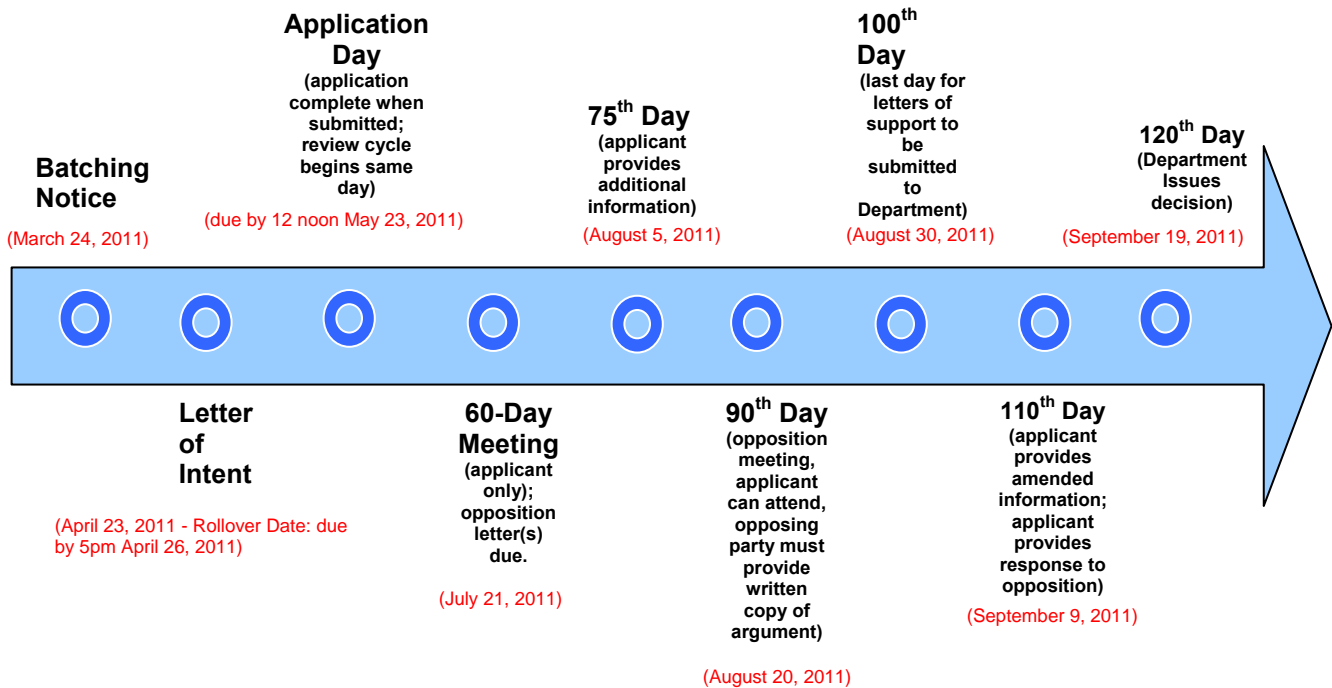 Batching
Notice
(March 24, 2011)
Letter
of
Intent
(April 23, 2011 - Rollover Date: due
by 5pm April 26, 2011)
Application
Day
(application
complete when
submitted;
review cycle
begins same
day)
(due by 12 noon May 23, 2011)
60-Day
Meeting
(applicant
only);
opposition
letter(s)
due.
(July 21, 2011)
75th Day
(applicant
provides
additional
information)
(August 5, 2011)
90th Day
(opposition
meeting,
applicant
can attend,
opposing
party must
provide
written
copy of
argument)
(August 20, 2011)
100th
Day
(last day for
letters of
support to
be
submitted
to
Department)
(August 30, 2011)
110th Day
(applicant
provides
amended
information;
applicant
provides
response to
opposition)
(September 9, 2011)
120th Day
(Department
Issues
decision)
(September 19, 2011)